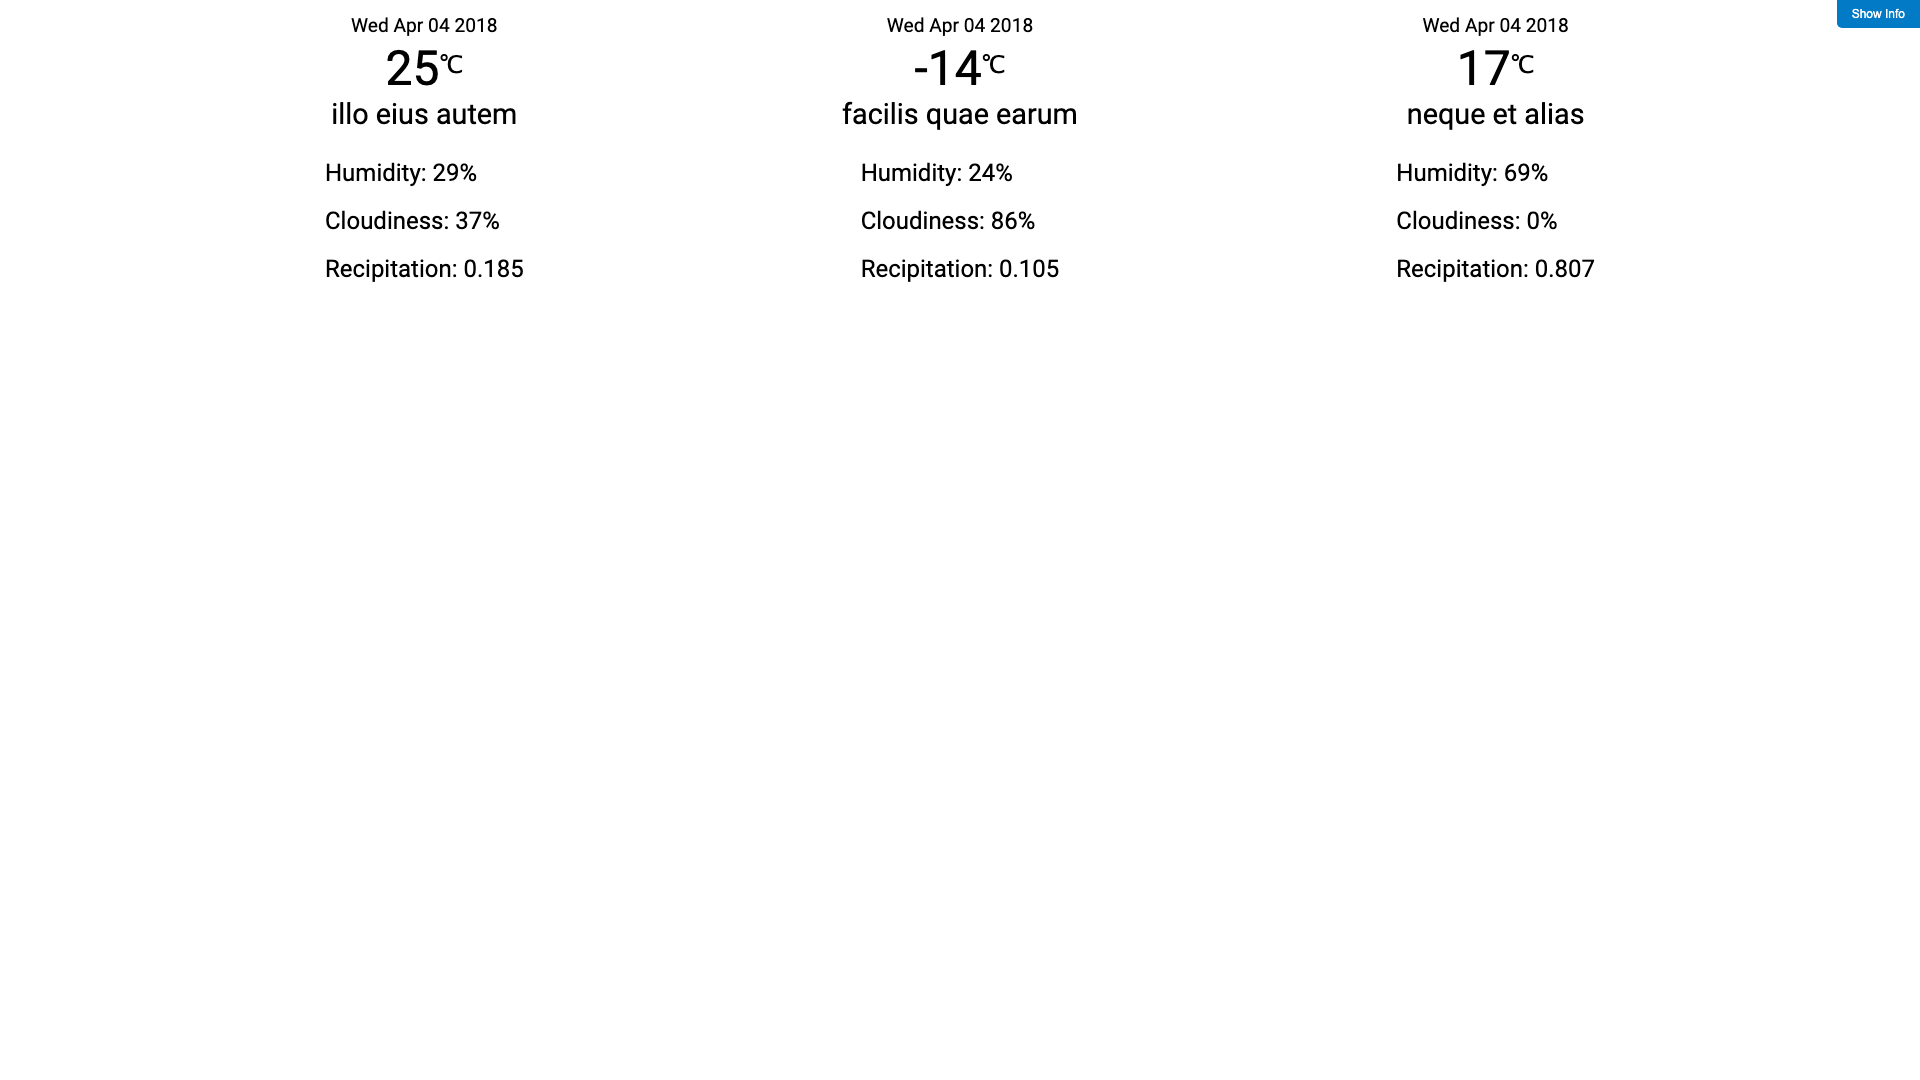 Wed Apr 04 2018
25℃
illo eius autem
Humidity: 29%
Cloudiness: 37%
Recipitation: 0.185
Wed Apr 04 2018
-14℃
facilis quae earum
Humidity: 24%
Cloudiness: 86%
Recipitation: 0.105
Wed Apr 04 2018
17℃
neque et alias
Humidity: 69%
Cloudiness: 0%
Recipitation: 0.807
Show Info